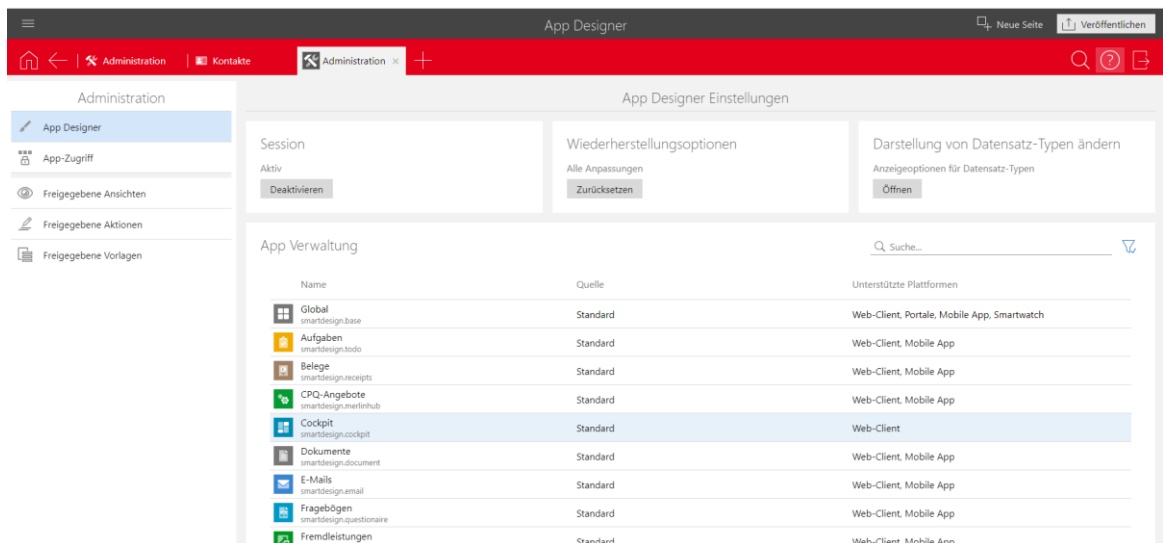 App Designer
Neue Seite
Veröffentlichen
Administration
Kontakte
Administration
Administration
App Designer
App-Zugriff
Freigegebene Ansichten
Freigegebene Aktionen
Freigegebene Vorlagen
App Designer Einstellungen
Session
Aktiv
Deaktivieren
Wiederherstellungsoptionen
Alle Anpassungen
Zurücksetzen
Darstellung von Datensatz-Typen ändern
Anzeigeoptionen für Datensatz-Typen
Öffnen
App Verwaltung
Suche...
Name Quelle Unterstützte Plattformen
Global
smartdesign.base
Standard Web-Client, Portale, Mobile App, Smartwatch
Aufgaben
smartdesign.todo
Standard Web-Client, Mobile App
Belege
smartdesign.receipts
Standard Web-Client, Mobile App
CPQ-Angebote
smartdesign.merlinhub
Standard Web-Client, Mobile App
Cockpit
smartdesign.cockpit
Standard Web-Client
Dokumente
smartdesign.document
Standard Web-Client, Mobile App
E-Mails
smartdesign.email
Standard Web-Client, Mobile App
Fragebögen
smartdesign.questionaire
Standard Web-Client, Mobile App
Fremdleistungen
Standard Web-Client, Mobile App